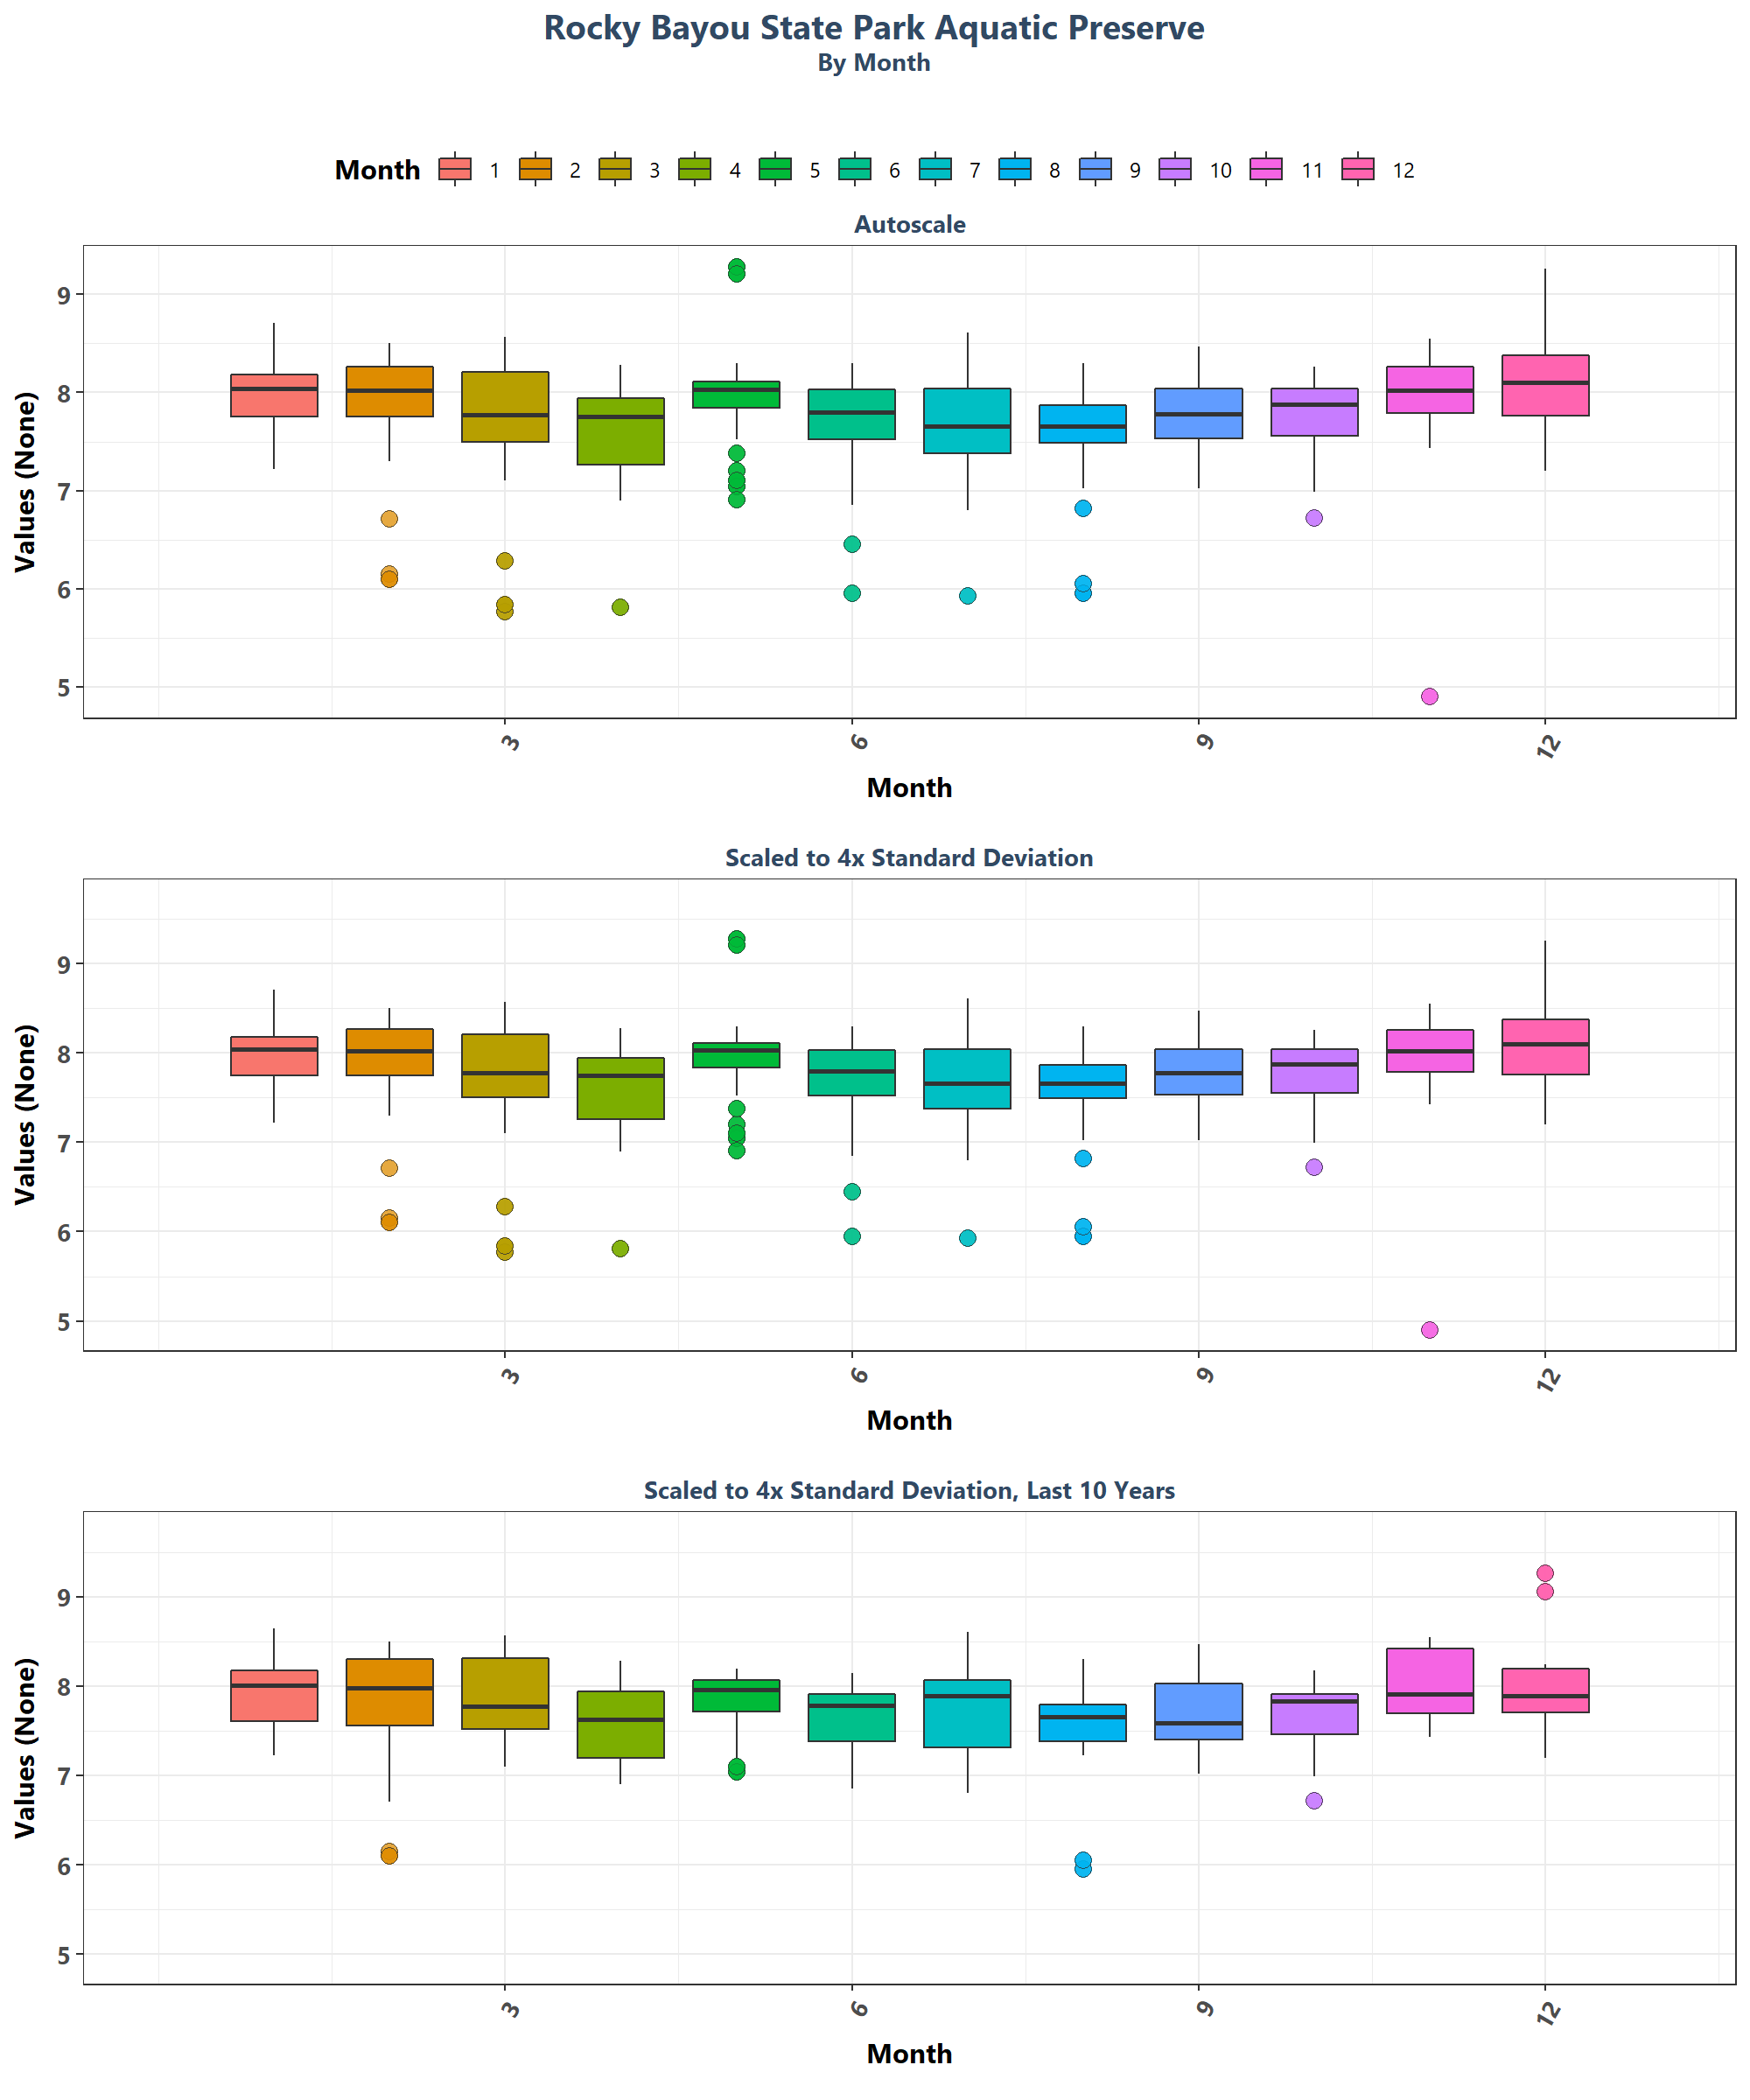 Rocky Bayou State Park Aquatic Preserve
By Month
Month 1 2 3 4 5 6 7 8 9 10 11 12
Autoscale
Values (None)
9
8
7
6
5
3 6 9 12
Month
Scaled to 4x Standard Deviation
Values (None)
9
8
7
6
5
3 6 9 12
Month
Scaled to 4x Standard Deviation, Last 10 Years
Values (None)
9
8
7
6
5
3 6 9 12
Month